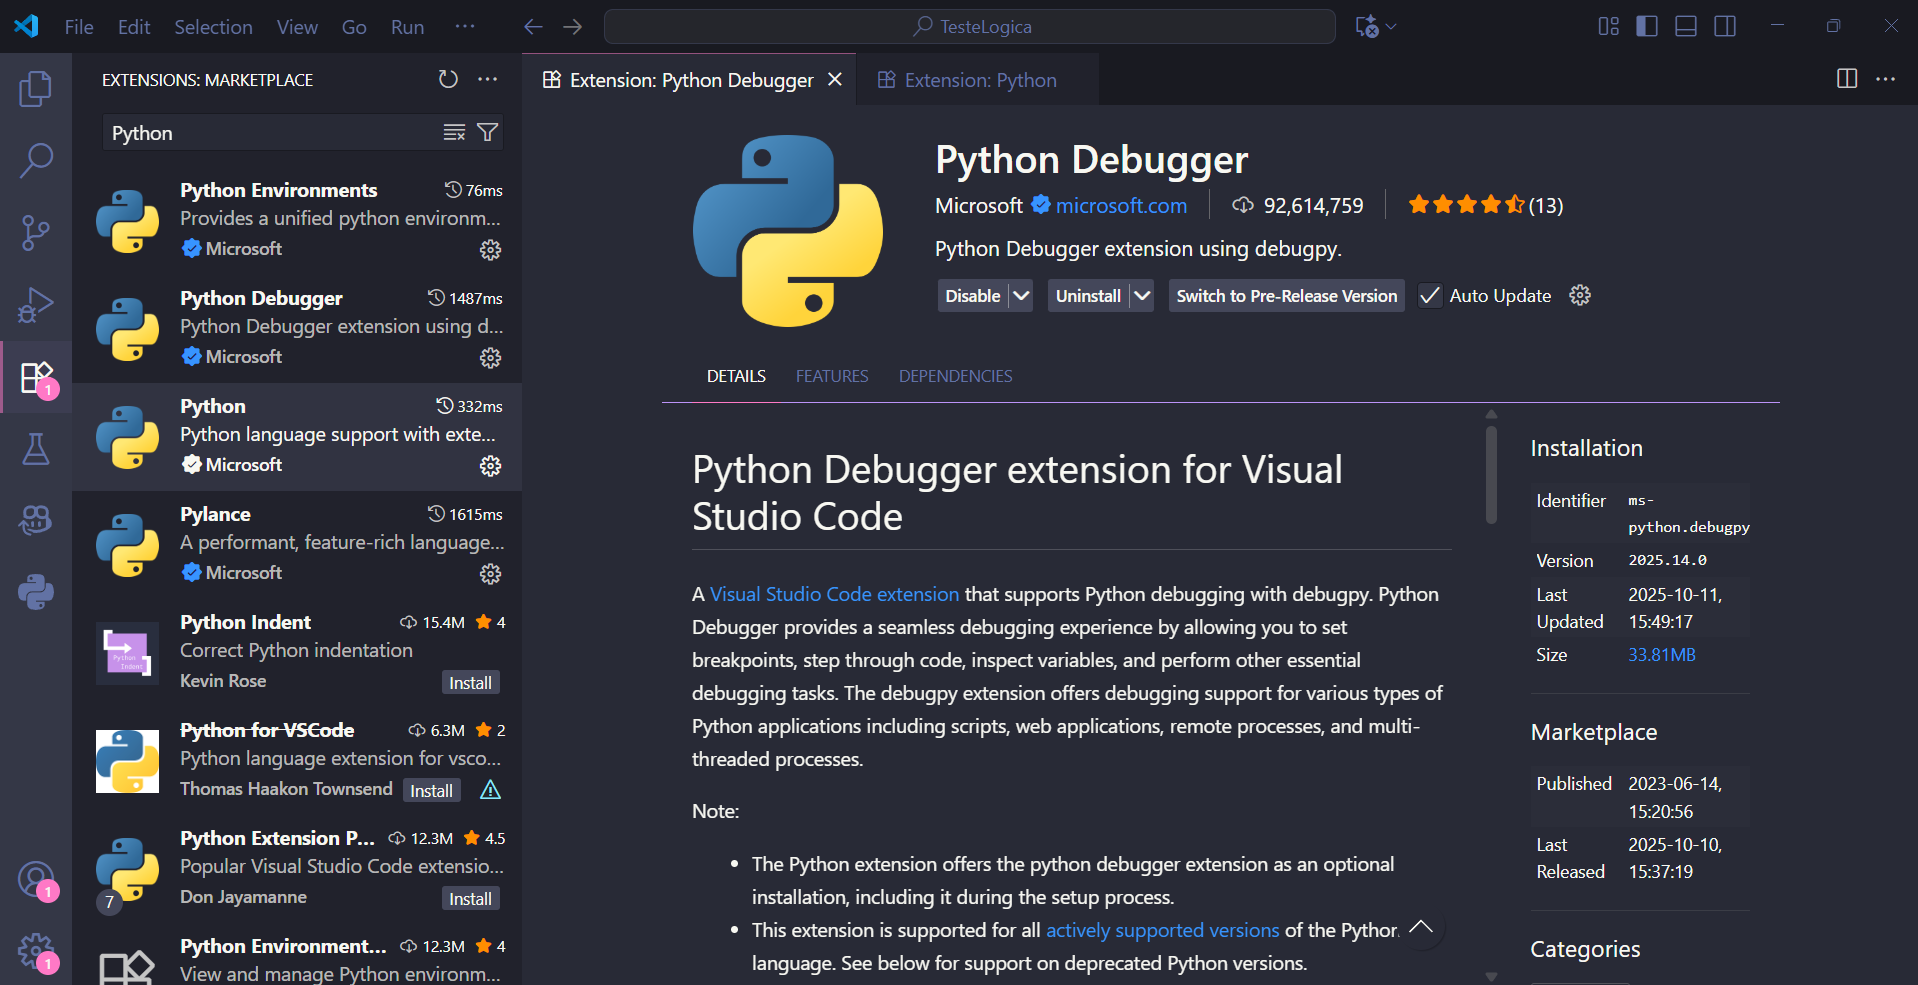 File Edit Selection View Go Run ···
TesteLogica
EXTENSIONS: MARKETPLACE
Python
Python Environments 76ms
Provides a unified python environm...
Microsoft
Python Debugger 1487ms
Python Debugger extension using d...
Microsoft
Python 332ms
Python language support with exte...
Microsoft
Pylance 1615ms
A performant, feature-rich language...
Microsoft
Python Indent 15.4M 4
Correct Python indentation
Kevin Rose Install
Python Indent
Python for VSCode 6.3M 2
Python language extension for vsco...
Thomas Haakon Townsend Install
Python Extension P... 12.3M 4.5
Popular Visual Studio Code extensio...
Don Jayamanne Install
7
Python Environment... 12.3M 4
View and manage Python environm...
1
1
1
Extension: Python Debugger Extension: Python
Python Debugger
Microsoft microsoft.com 92,614,759 (13)
Python Debugger extension using debugpy.
Disable Uninstall Switch to Pre-Release Version Auto Update
DETAILS FEATURES DEPENDENCIES
Python Debugger extension for Visual
Studio Code
A Visual Studio Code extension that supports Python debugging with debugpy. Python
Debugger provides a seamless debugging experience by allowing you to set
breakpoints, step through code, inspect variables, and perform other essential
debugging tasks. The debugpy extension offers debugging support for various types of
Python applications including scripts, web applications, remote processes, and multi-
threaded processes.
Note:
• The Python extension offers the python debugger extension as an optional
installation, including it during the setup process.
• This extension is supported for all actively supported versions of the Python
language. See below for support on deprecated Python versions.
Installation
Identifier ms-
python.debugpy
Version 2025.14.0
Last 2025-10-11,
Updated 15:49:17
Size 33.81MB
Marketplace
Published 2023-06-14,
15:20:56
Last 2025-10-10,
Released 15:37:19
Categories